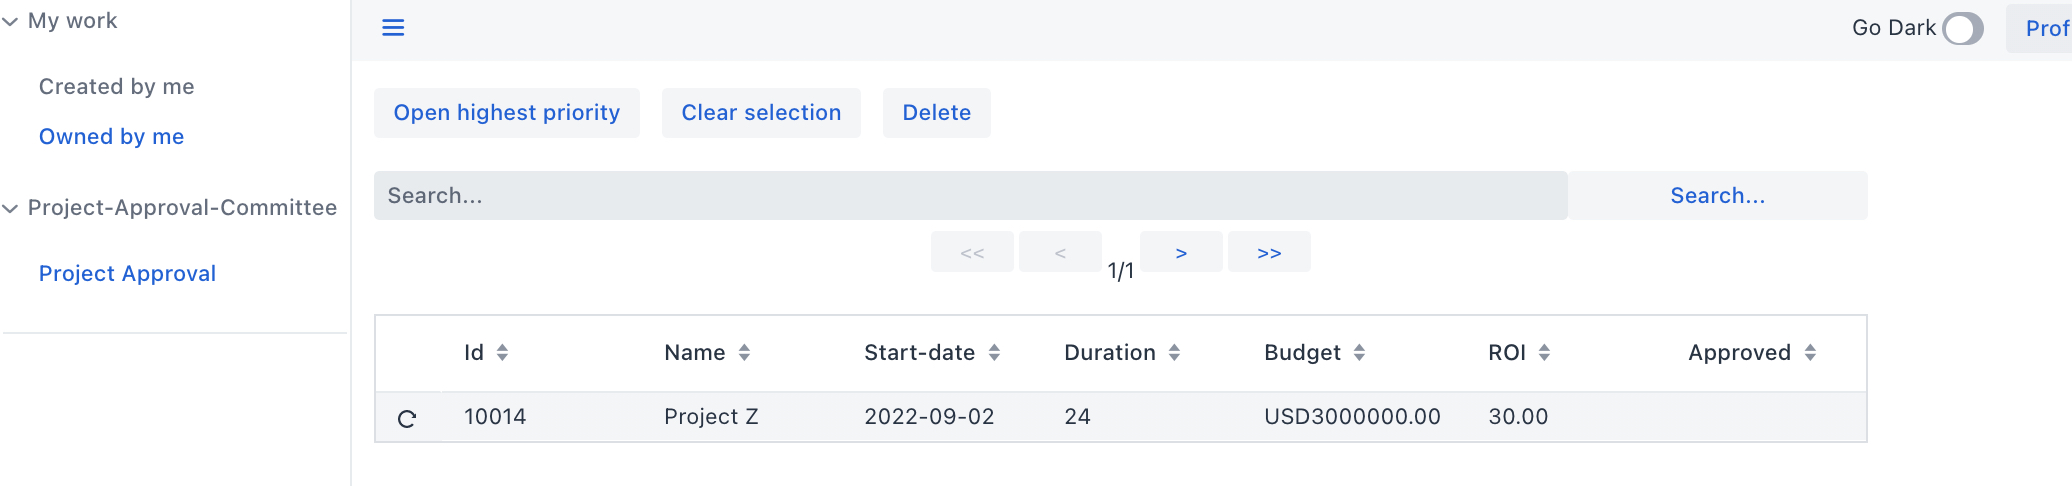 My work
Created by me
Owned by me
Project-Approval-Committee
Project Approval
Go Dark
Prof
Open highest priority
Clear selection
Delete
Search...
Search...
<< < 1/1 > >>
Id Name Start-date Duration Budget ROI Approved
10014 Project Z 2022-09-02 24 USD3000000.00 30.00